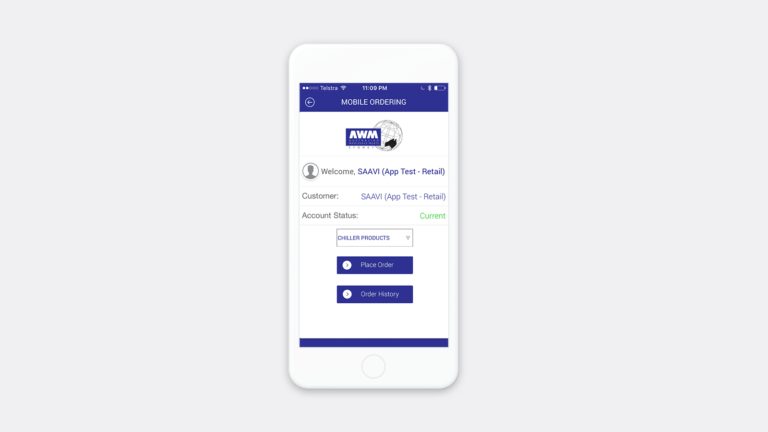 Telstra 11:09 PM
MOBILE ORDERING
AWM
Welcome, SAAVI (App Test - Retail)
Customer: SAAVI (App Test - Retail)
Account Status: Current
CHILLER PRODUCTS
Place Order
Order History